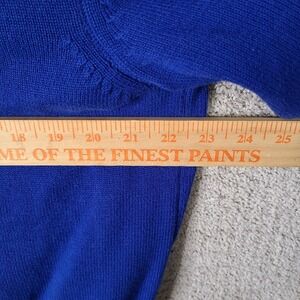 18 19 20 21 22 23 24 25
ME OF THE FINEST PAINTS